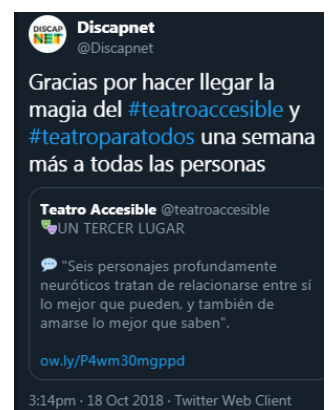 DISCAP
NET
Discapnet
@Discapnet
Gracias por hacer llegar la
magia del #teatroaccesible y
#teatroparatodos una semana
más a todas las personas
Teatro Accesible @teatroaccesible
🎭UN TERCER LUGAR
💬 "Seis personajes profundamente
neuróticos tratan de relacionarse entre sí
lo mejor que pueden, y también de
amarse lo mejor que saben".
ow.ly/P4wm30mgppd
3:14pm · 18 Oct 2018 · Twitter Web Client